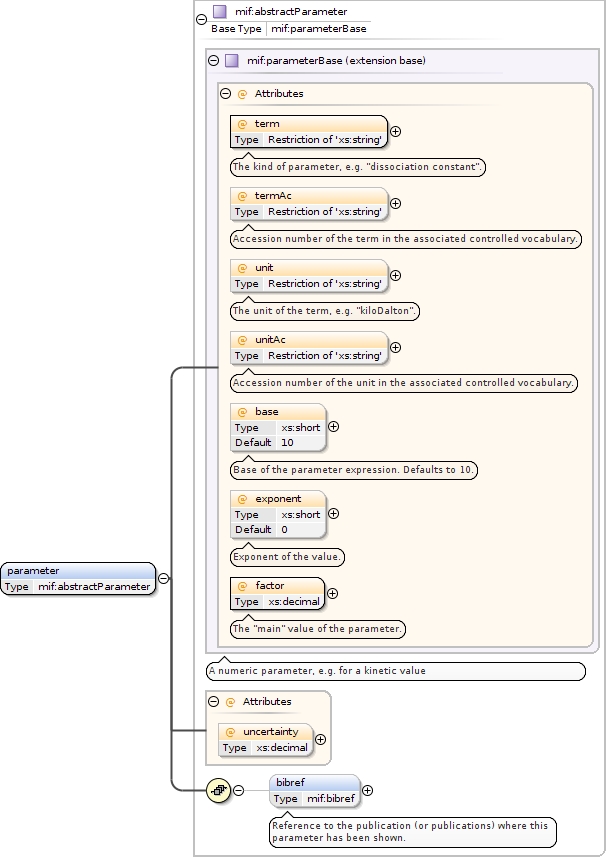 mif:abstractParameter
Base Type mif:parameterBase
mif:parameterBase (extension base)
@ Attributes
@ term
Type Restriction of 'xs:string'
The kind of parameter, e.g. "dissociation constant".
@ termAc
Type Restriction of 'xs:string'
Accession number of the term in the associated controlled vocabulary.
@ unit
Type Restriction of 'xs:string'
The unit of the term, e.g. "kiloDalton".
@ unitAc
Type Restriction of 'xs:string'
Accession number of the unit in the associated controlled vocabulary.
@ base
Type xs:short
Default 10
Base of the parameter expression. Defaults to 10.
@ exponent
Type xs:short
Default 0
Exponent of the value.
parameter
Type mif:abstractParameter
@ factor
Type xs:decimal
The "main" value of the parameter.
A numeric parameter, e.g. for a kinetic value
@ Attributes
@ uncertainty
Type xs:decimal
bibref
Type mif:bibref
Reference to the publication (or publications) where this
parameter has been shown.